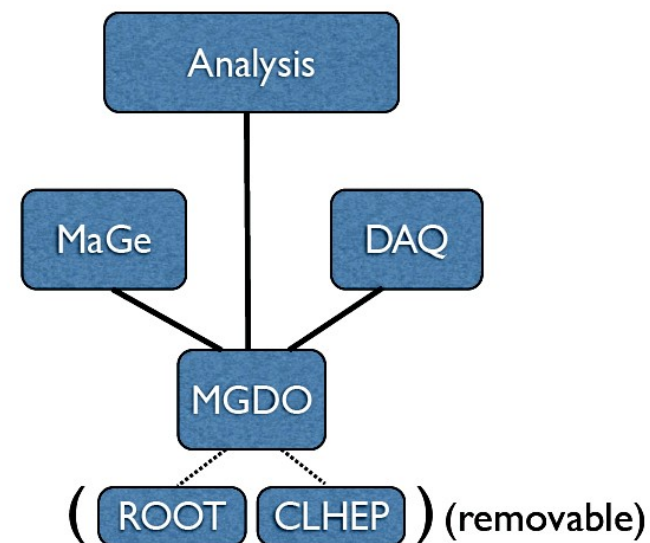 Analysis
MaGe DAQ
MGDO
( ROOT CLHEP ) (removable)